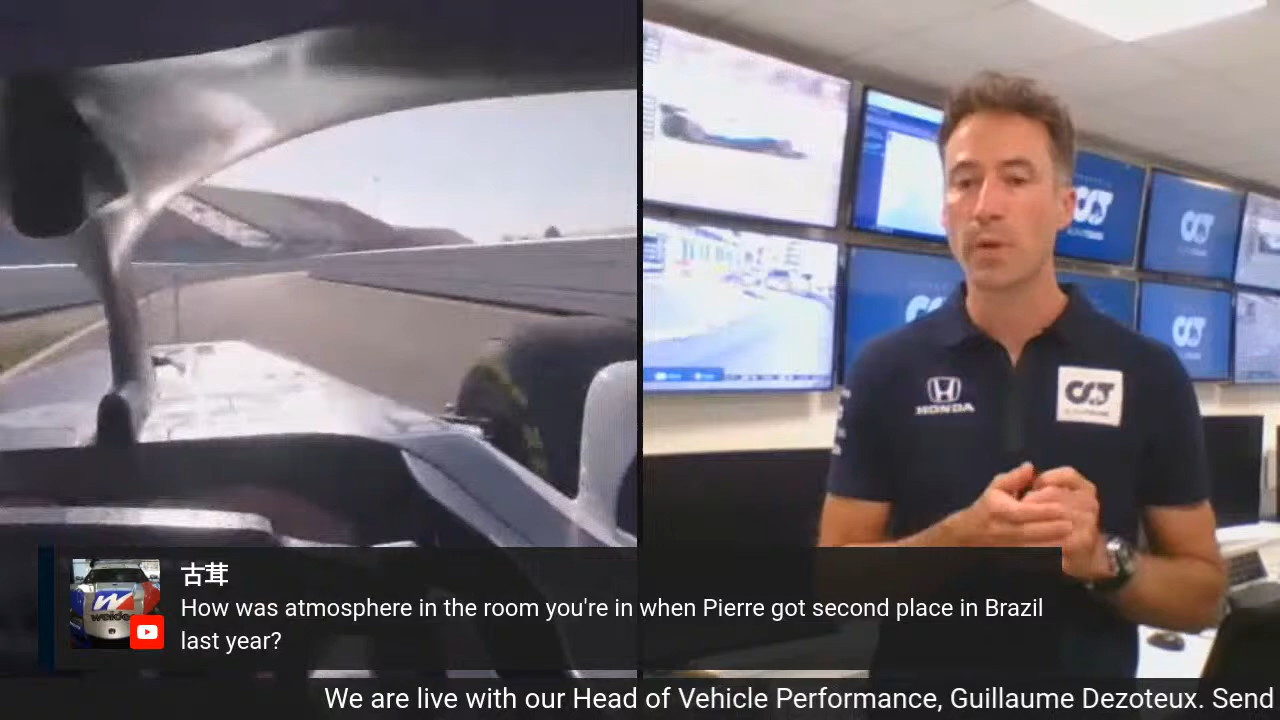 HONDA
古茸
How was atmosphere in the room you're in when Pierre got second place in Brazil
last year?
We are live with our Head of Vehicle Performance, Guillaume Dezoteux. Send